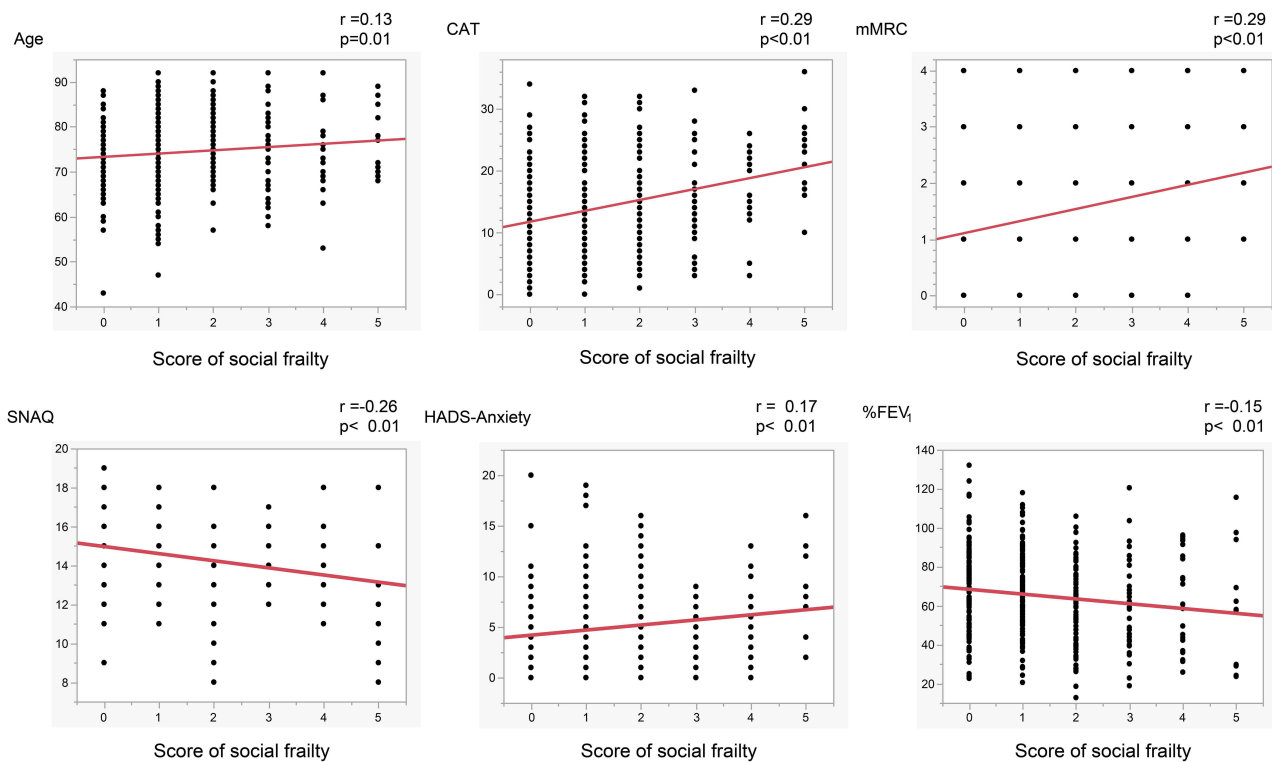 Age
r =0.13
p=0.01
90
80
70
60
50
40
0 1 2 3 4 5
Score of social frailty
CAT
r =0.29
p<0.01
30
20
10
0
0 1 2 3 4 5
Score of social frailty
mMRC
r =0.29
p<0.01
4
3
2
1
0
0 1 2 3 4 5
Score of social frailty
SNAQ
r =-0.26
p< 0.01
20
18
16
14
12
10
8
0 1 2 3 4 5
Score of social frailty
HADS-Anxiety
r = 0.17
p< 0.01
20
15
10
5
0
0 1 2 3 4 5
Score of social frailty
%FEV₁
r =-0.15
p< 0.01
140
120
100
80
60
40
20
0 1 2 3 4 5
Score of social frailty